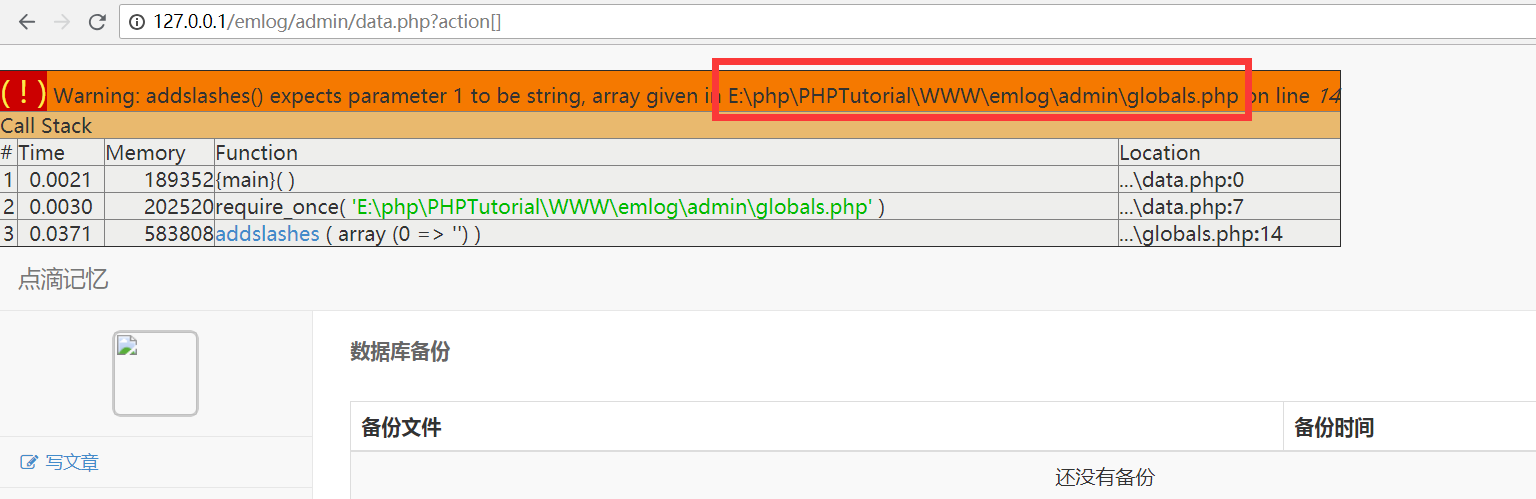 127.0.0.1/emlog/admin/data.php?action[]
( ! ) Warning: addslashes() expects parameter 1 to be string, array given in E:\php\PHPTutorial\WWW\emlog\admin\globals.php on line 14
Call Stack
# Time Memory Function Location
1 0.0021 189352 {main}( ) ...\data.php:0
2 0.0030 202520 require_once( 'E:\php\PHPTutorial\WWW\emlog\admin\globals.php' ) ...\data.php:7
3 0.0371 583808 addslashes ( array (0 => '') ) ...\globals.php:14
点滴记忆
数据库备份
备份文件 备份时间
写文章
还没有备份